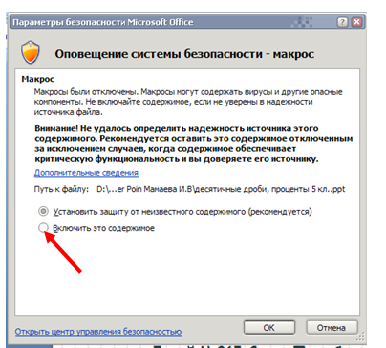 Параметры безопасности Microsoft Office
Оповещение системы безопасности - макрос
Макрос
Макросы были отключены. Макросы могут содержать вирусы и другие опасные
компоненты. Не включайте содержимое, если не уверены в надежности
источника файла.
Внимание! Не удалось определить надежность источника этого
содержимого. Рекомендуется оставить это содержимое отключенным
за исключением случаев, когда содержимое обеспечивает
критическую функциональность и вы доверяете его источнику.
Дополнительные сведения
Путь к файлу: D:\...er Poin Мамаева И.В\десятичные дроби, проценты 5 кл..ppt
Установить защиту от неизвестного содержимого (рекомендуется)
Включить это содержимое
Открыть центр управления безопасностью
ОК
Отмена